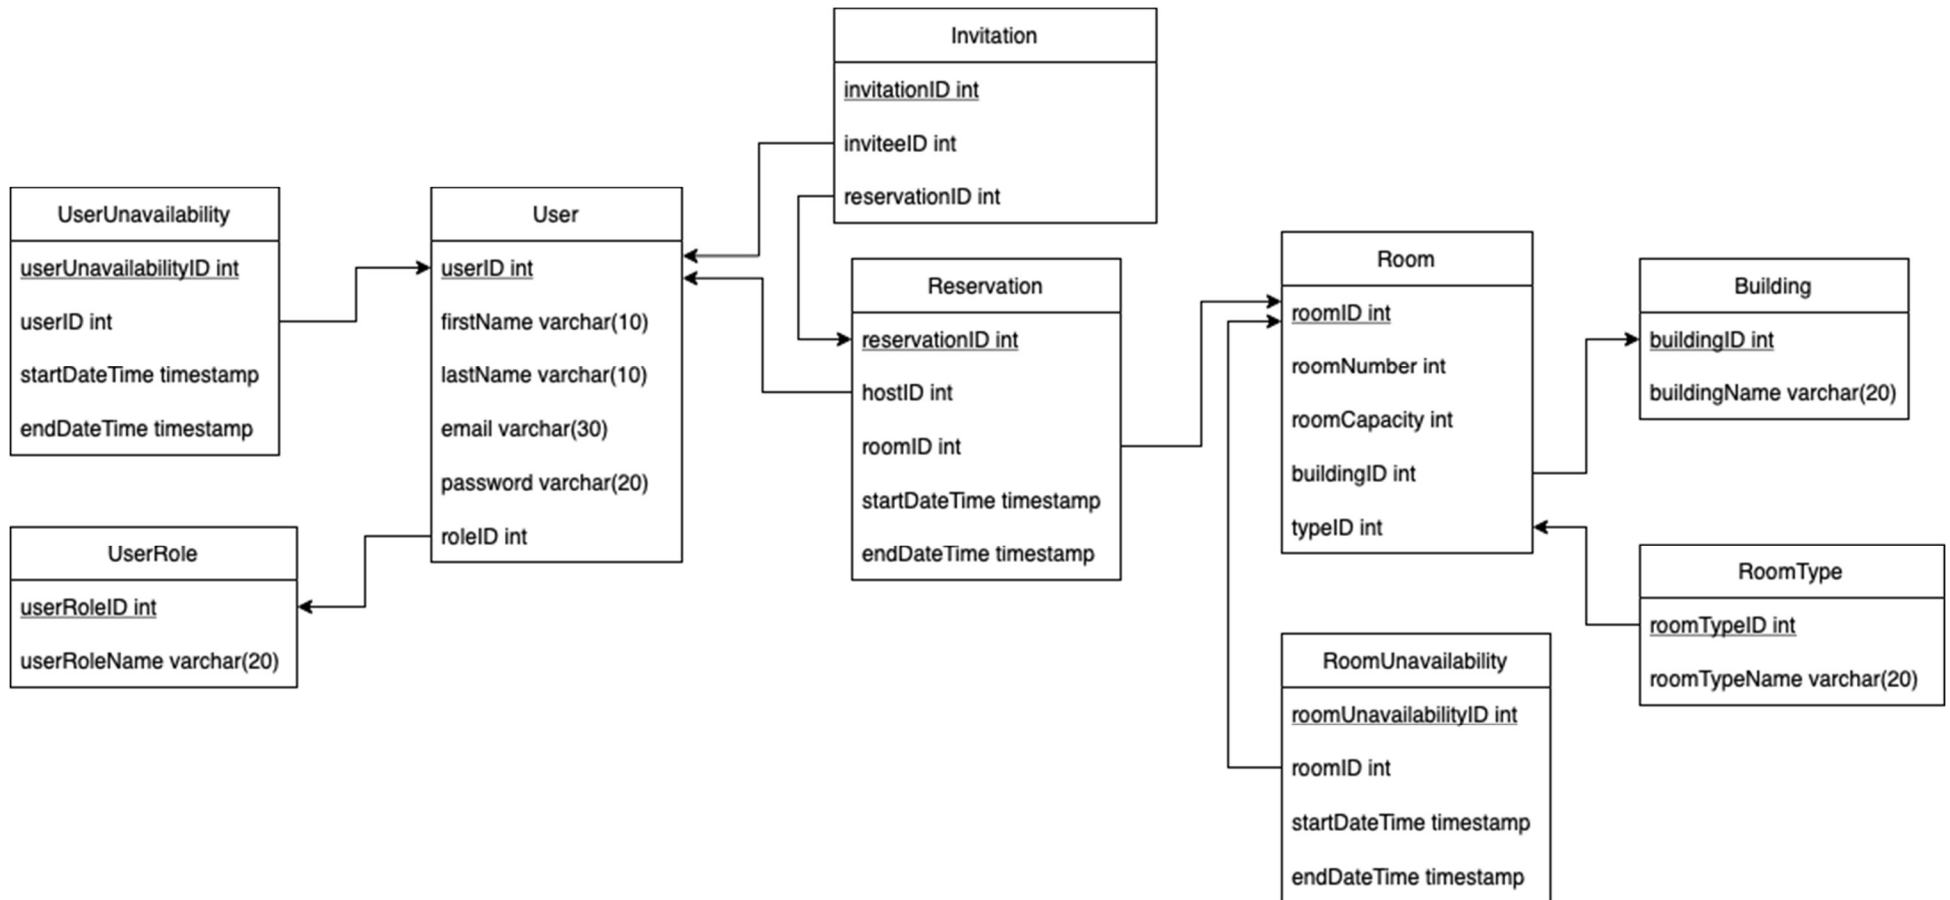 Invitation
invitationID int
inviteeID int
reservationID int
UserUnavailability
userUnavailabilityID int
userID int
startDateTime timestamp
endDateTime timestamp
User
userID int
firstName varchar(10)
lastName varchar(10)
email varchar(30)
password varchar(20)
roleID int
UserRole
userRoleID int
userRoleName varchar(20)
Reservation
reservationID int
hostID int
roomID int
startDateTime timestamp
endDateTime timestamp
Room
roomID int
roomNumber int
roomCapacity int
buildingID int
typeID int
Building
buildingID int
buildingName varchar(20)
RoomType
roomTypeID int
roomTypeName varchar(20)
RoomUnavailability
roomUnavailabilityID int
roomID int
startDateTime timestamp
endDateTime timestamp